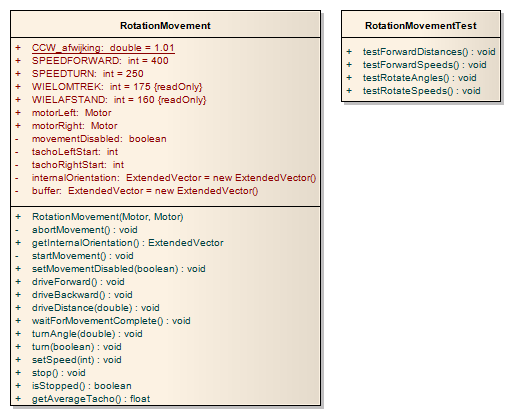 RotationMovement
+ CCW_afwijking: double = 1.01
+ SPEEDFORWARD: int = 400
+ SPEEDTURN: int = 250
+ WIELOMTREK: int = 175 {readOnly}
+ WIELAFSTAND: int = 160 {readOnly}
+ motorLeft: Motor
+ motorRight: Motor
- movementDisabled: boolean
- tachoLeftStart: int
- tachoRightStart: int
- internalOrientation: ExtendedVector = new ExtendedVector()
- buffer: ExtendedVector = new ExtendedVector()
+ RotationMovement(Motor, Motor)
- abortMovement() : void
+ getInternalOrientation() : ExtendedVector
- startMovement() : void
+ setMovementDisabled(boolean) : void
+ driveForward() : void
+ driveBackward() : void
+ driveDistance(double) : void
+ waitForMovementComplete() : void
+ turnAngle(double) : void
+ turn(boolean) : void
+ setSpeed(int) : void
+ stop() : void
+ isStopped() : boolean
+ getAverageTacho() : float
RotationMovementTest
+ testForwardDistances() : void
+ testForwardSpeeds() : void
+ testRotateAngles() : void
+ testRotateSpeeds() : void